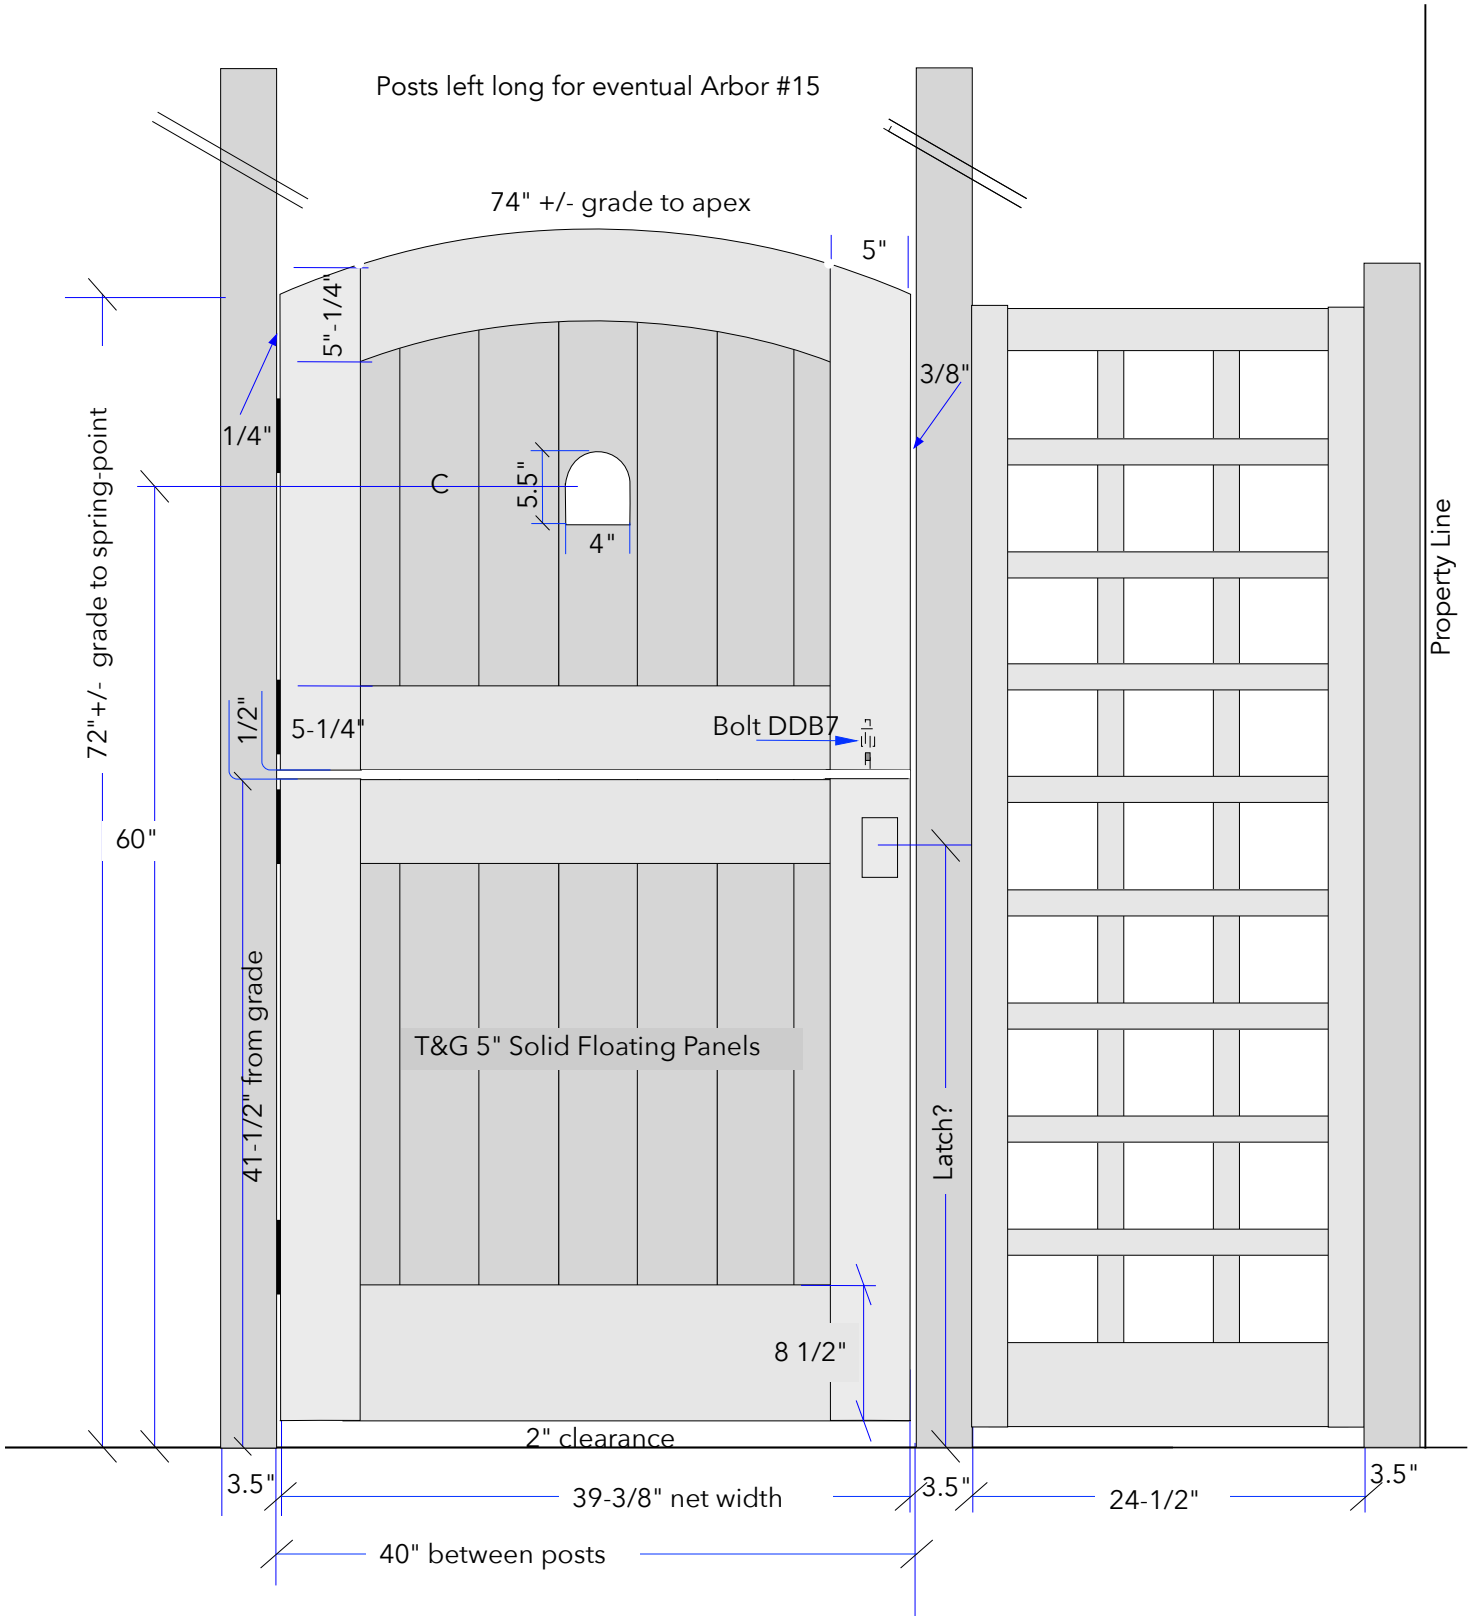 Posts left long for eventual Arbor #15
74" +/- grade to apex
5"
5"-1/4"
3/8"
1/4"
C
5.5"
4"
72"+/- grade to spring-point
Property Line
1/2"
5-1/4"
Bolt DDB7
60"
41-1/2" from grade
T&G 5" Solid Floating Panels
Latch?
8 1/2"
2" clearance
3.5"
39-3/8" net width
3.5"
24-1/2"
3.5"
40" between posts